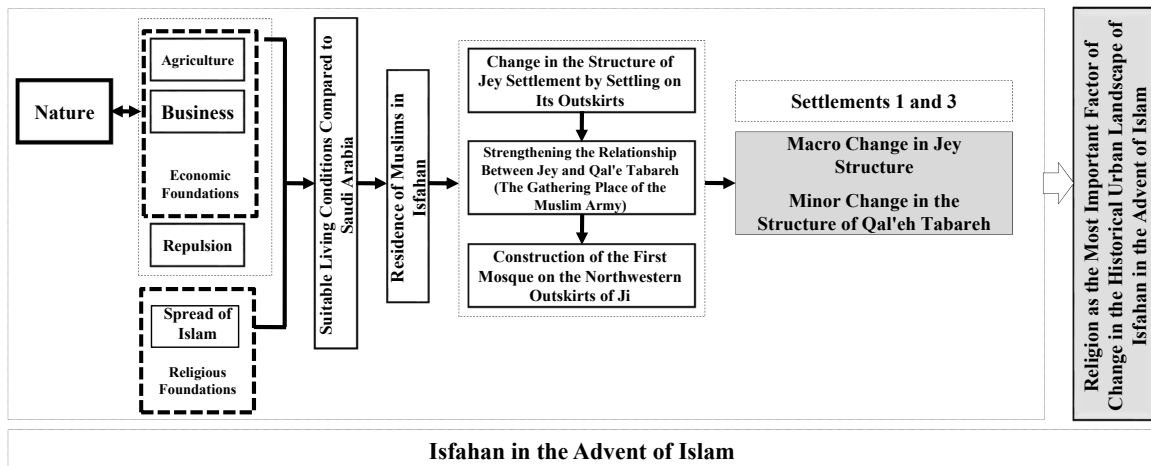 Nature
Agriculture
Business
Economic
Foundations
Repulsion
Spread of
Islam
Religious
Foundations
Suitable Living Conditions Compared to
Saudi Arabia
Residence of Muslims in
Isfahan
Change in the Structure of
Jey Settlement by Settling on
Its Outskirts
Strengthening the Relationship
Between Jey and Qal'e Tabareh
(The Gathering Place of the
Muslim Army)
Construction of the First
Mosque on the Northwestern
Outskirts of Ji
Settlements 1 and 3
Macro Change in Jey
Structure
Minor Change in the
Structure of Qal'eh Tabareh
Religion as the Most Important Factor of
Change in the Historical Urban Landscape of
Isfahan in the Advent of Islam
Isfahan in the Advent of Islam